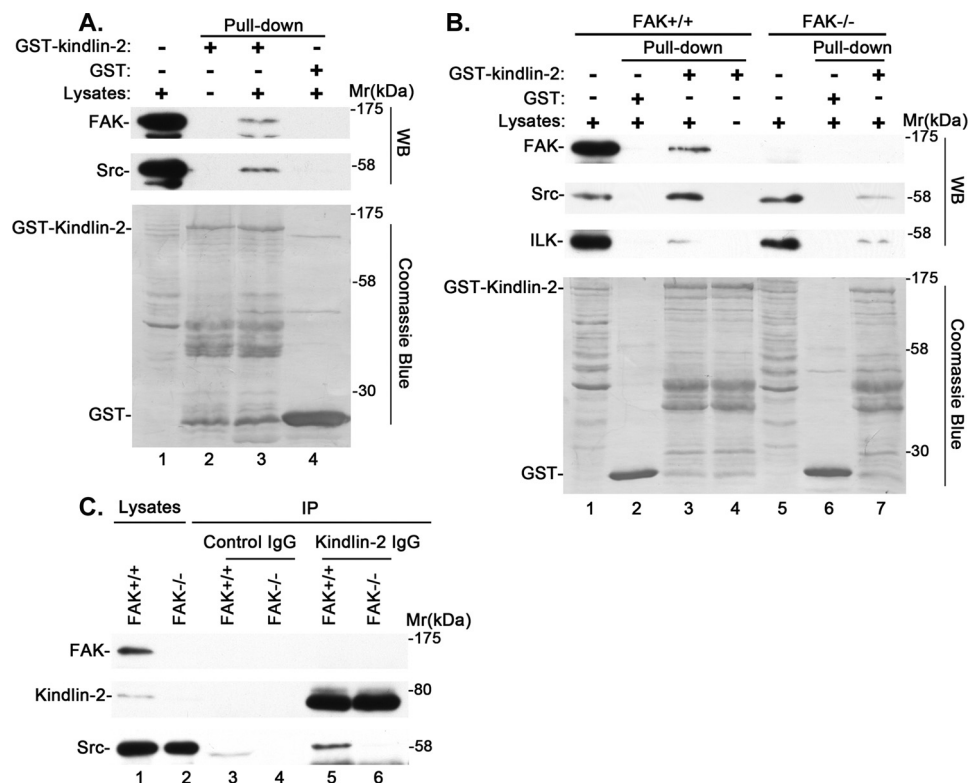 A.
Pull-down
GST-kindlin-2: - + + -
GST: - - - +
Lysates: + - + + Mr(kDa)
FAK- -175
Src- -58
WB
GST-Kindlin-2- -175
-58
-30
GST-
Coomassie Blue
1 2 3 4
B.
FAK+/+ FAK-/-
Pull-down Pull-down
GST-kindlin-2: - - + + - - +
GST: - + - - - + -
Lysates: + + + - + + + Mr(kDa)
FAK- -175
Src- -58
ILK- -58
WB
GST-Kindlin-2- -175
-58
-30
GST-
Coomassie Blue
1 2 3 4 5 6 7
C.
Lysates IP
Control IgG Kindlin-2 IgG
FAK+/+ FAK-/- FAK+/+ FAK-/- FAK+/+ FAK-/-
Mr(kDa)
FAK- -175
Kindlin-2- -80
Src- -58
1 2 3 4 5 6